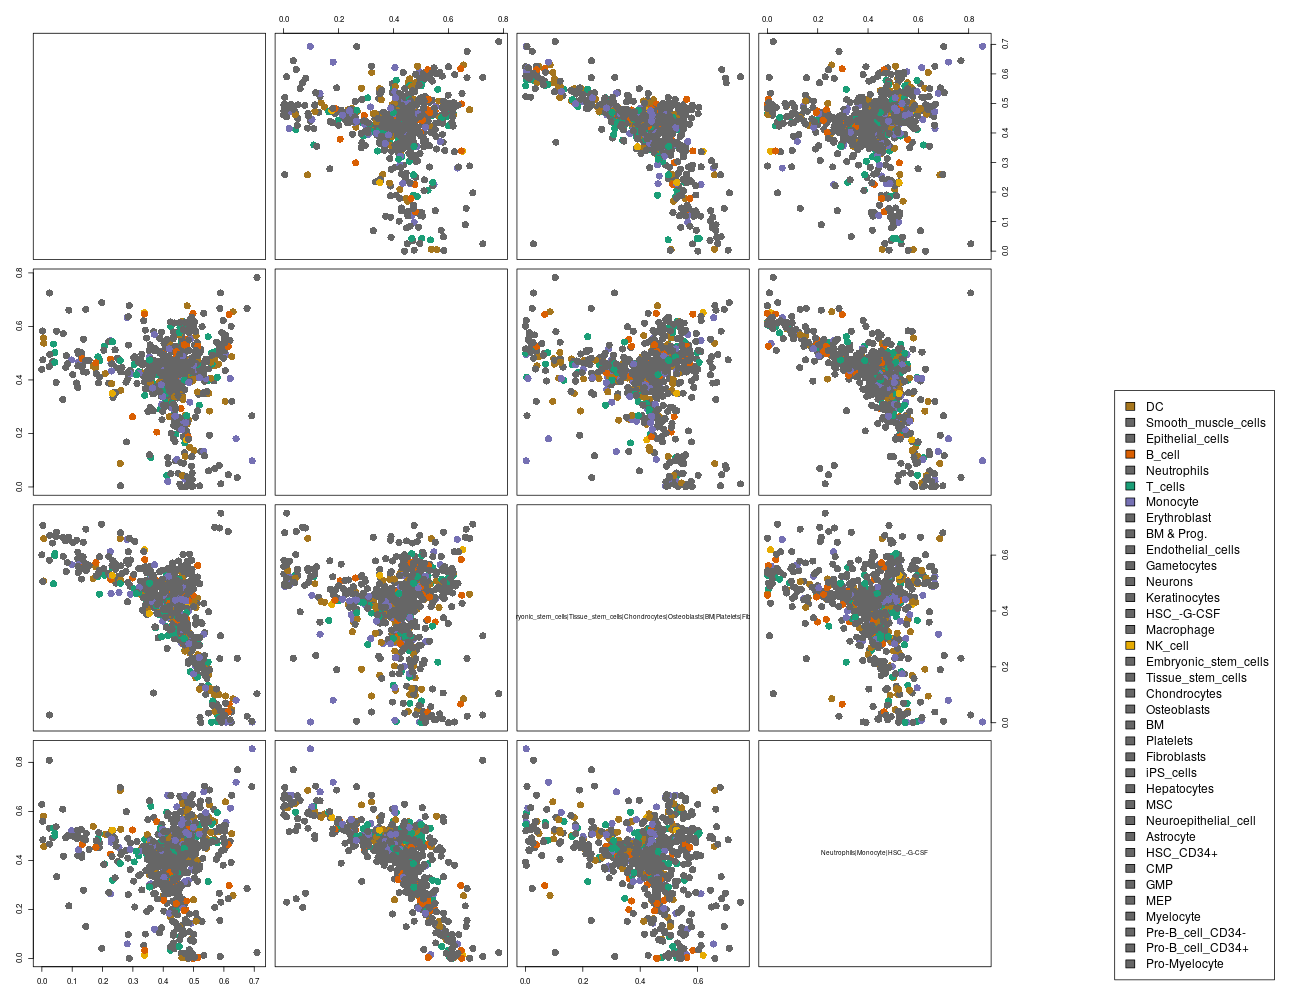 0.0 0.2 0.4 0.6 0.8
0.0 0.2 0.4 0.6 0.8
0.0 0.1 0.2 0.3 0.4 0.5 0.6 0.7
0.0 0.2 0.4 0.6 0.8
ryonic_stem_cells|Tissue_stem_cells|Chondrocytes|Osteoblasts|BM|Platelets|Fib
0.0 0.2 0.4 0.6
Neutrophils|Monocyte|HSC_-G-CSF
0.0 0.2 0.4 0.6 0.8
0.0 0.1 0.2 0.3 0.4 0.5 0.6 0.7
0.0 0.2 0.4 0.6
DC
Smooth_muscle_cells
Epithelial_cells
B_cell
Neutrophils
T_cells
Monocyte
Erythroblast
BM & Prog.
Endothelial_cells
Gametocytes
Neurons
Keratinocytes
HSC_-G-CSF
Macrophage
NK_cell
Embryonic_stem_cells
Tissue_stem_cells
Chondrocytes
Osteoblasts
BM
Platelets
Fibroblasts
iPS_cells
Hepatocytes
MSC
Neuroepithelial_cell
Astrocyte
HSC_CD34+
CMP
GMP
MEP
Myelocyte
Pre-B_cell_CD34-
Pro-B_cell_CD34+
Pro-Myelocyte